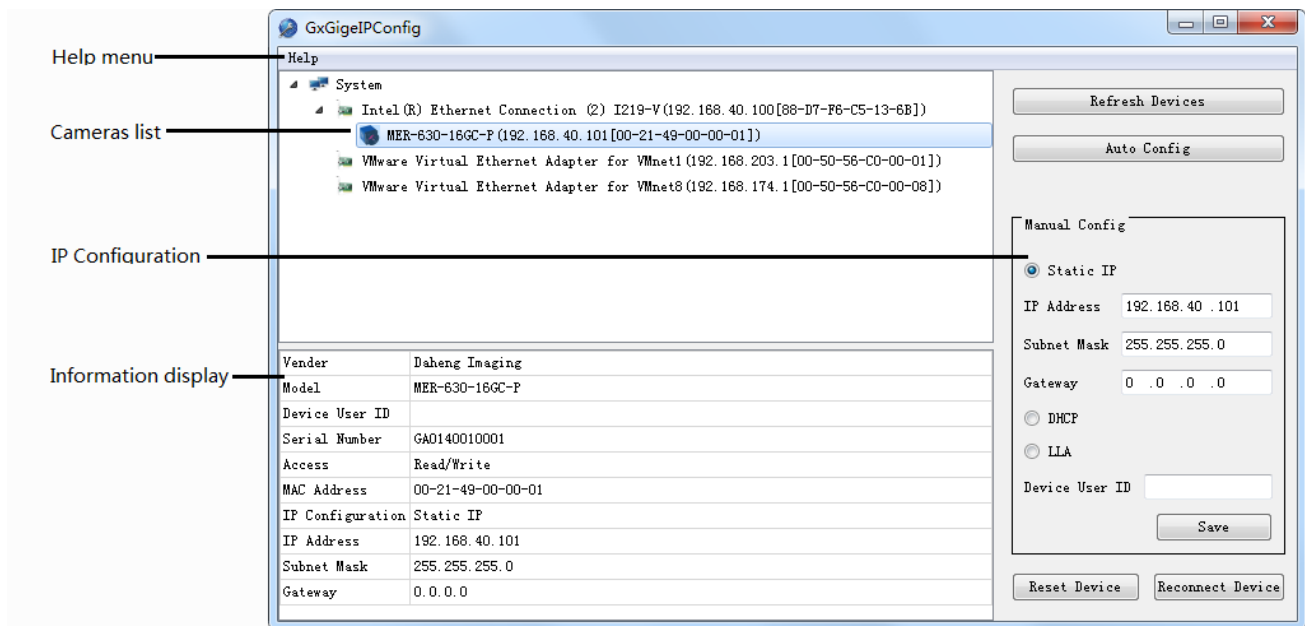 GxGigeIPConfig
Help menu
Help
System
Intel(R) Ethernet Connection (2) I219-V(192.168.40.100[88-D7-F6-C5-13-6B])
Refresh Devices
Cameras list
MER-630-16GC-P(192.168.40.101[00-21-49-00-00-01])
Auto Config
VMware Virtual Ethernet Adapter for VMnet1(192.168.203.1[00-50-56-C0-00-01])
VMware Virtual Ethernet Adapter for VMnet8(192.168.174.1[00-50-56-C0-00-08])
Manual Config
IP Configuration
Static IP
IP Address 192.168.40 .101
Subnet Mask 255.255.255.0
Gateway 0 .0 .0 .0
DHCP
LLA
Device User ID
Save
Reset Device Reconnect Device
Information display
Vender Daheng Imaging
Model MER-630-16GC-P
Device User ID
Serial Number GA0140010001
Access Read/Write
MAC Address 00-21-49-00-00-01
IP Configuration Static IP
IP Address 192.168.40.101
Subnet Mask 255.255.255.0
Gateway 0.0.0.0